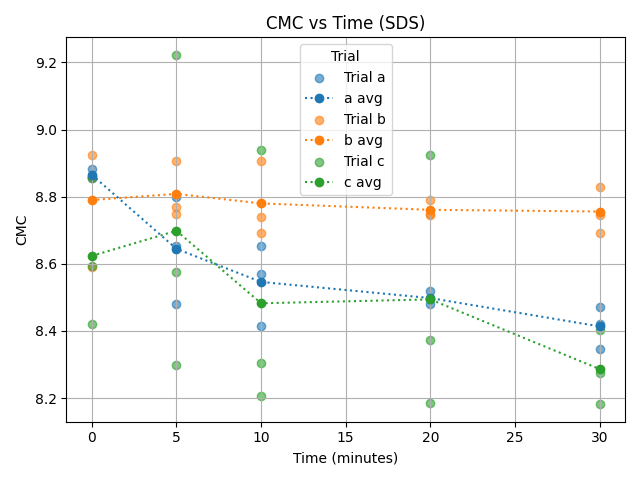 CMC vs Time (SDS)
Trial
Trial a
a avg
Trial b
b avg
Trial c
c avg
9.2
9.0
8.8
8.6
8.4
8.2
CMC
0 5 10 15 20 25 30
Time (minutes)